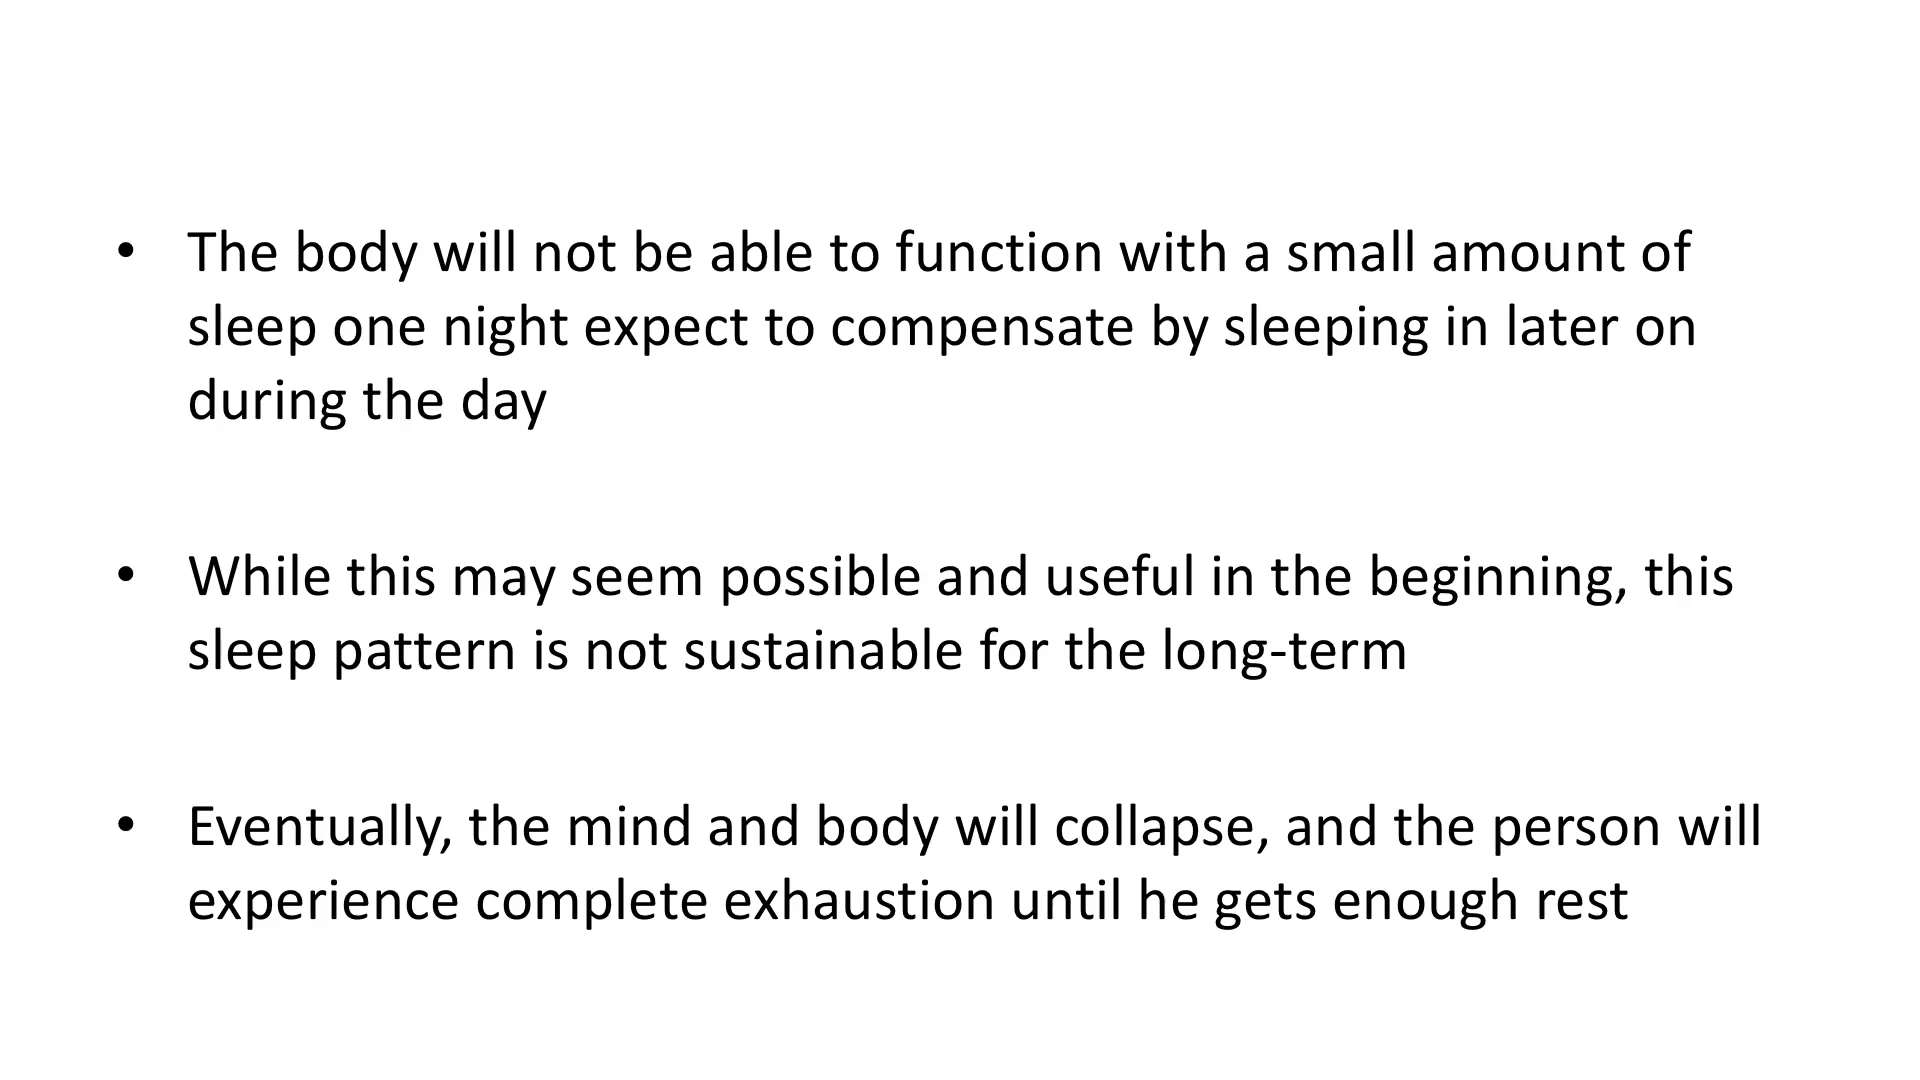 • The body will not be able to function with a small amount of
sleep one night expect to compensate by sleeping in later on
during the day
• While this may seem possible and useful in the beginning, this
sleep pattern is not sustainable for the long-term
• Eventually, the mind and body will collapse, and the person will
experience complete exhaustion until he gets enough rest